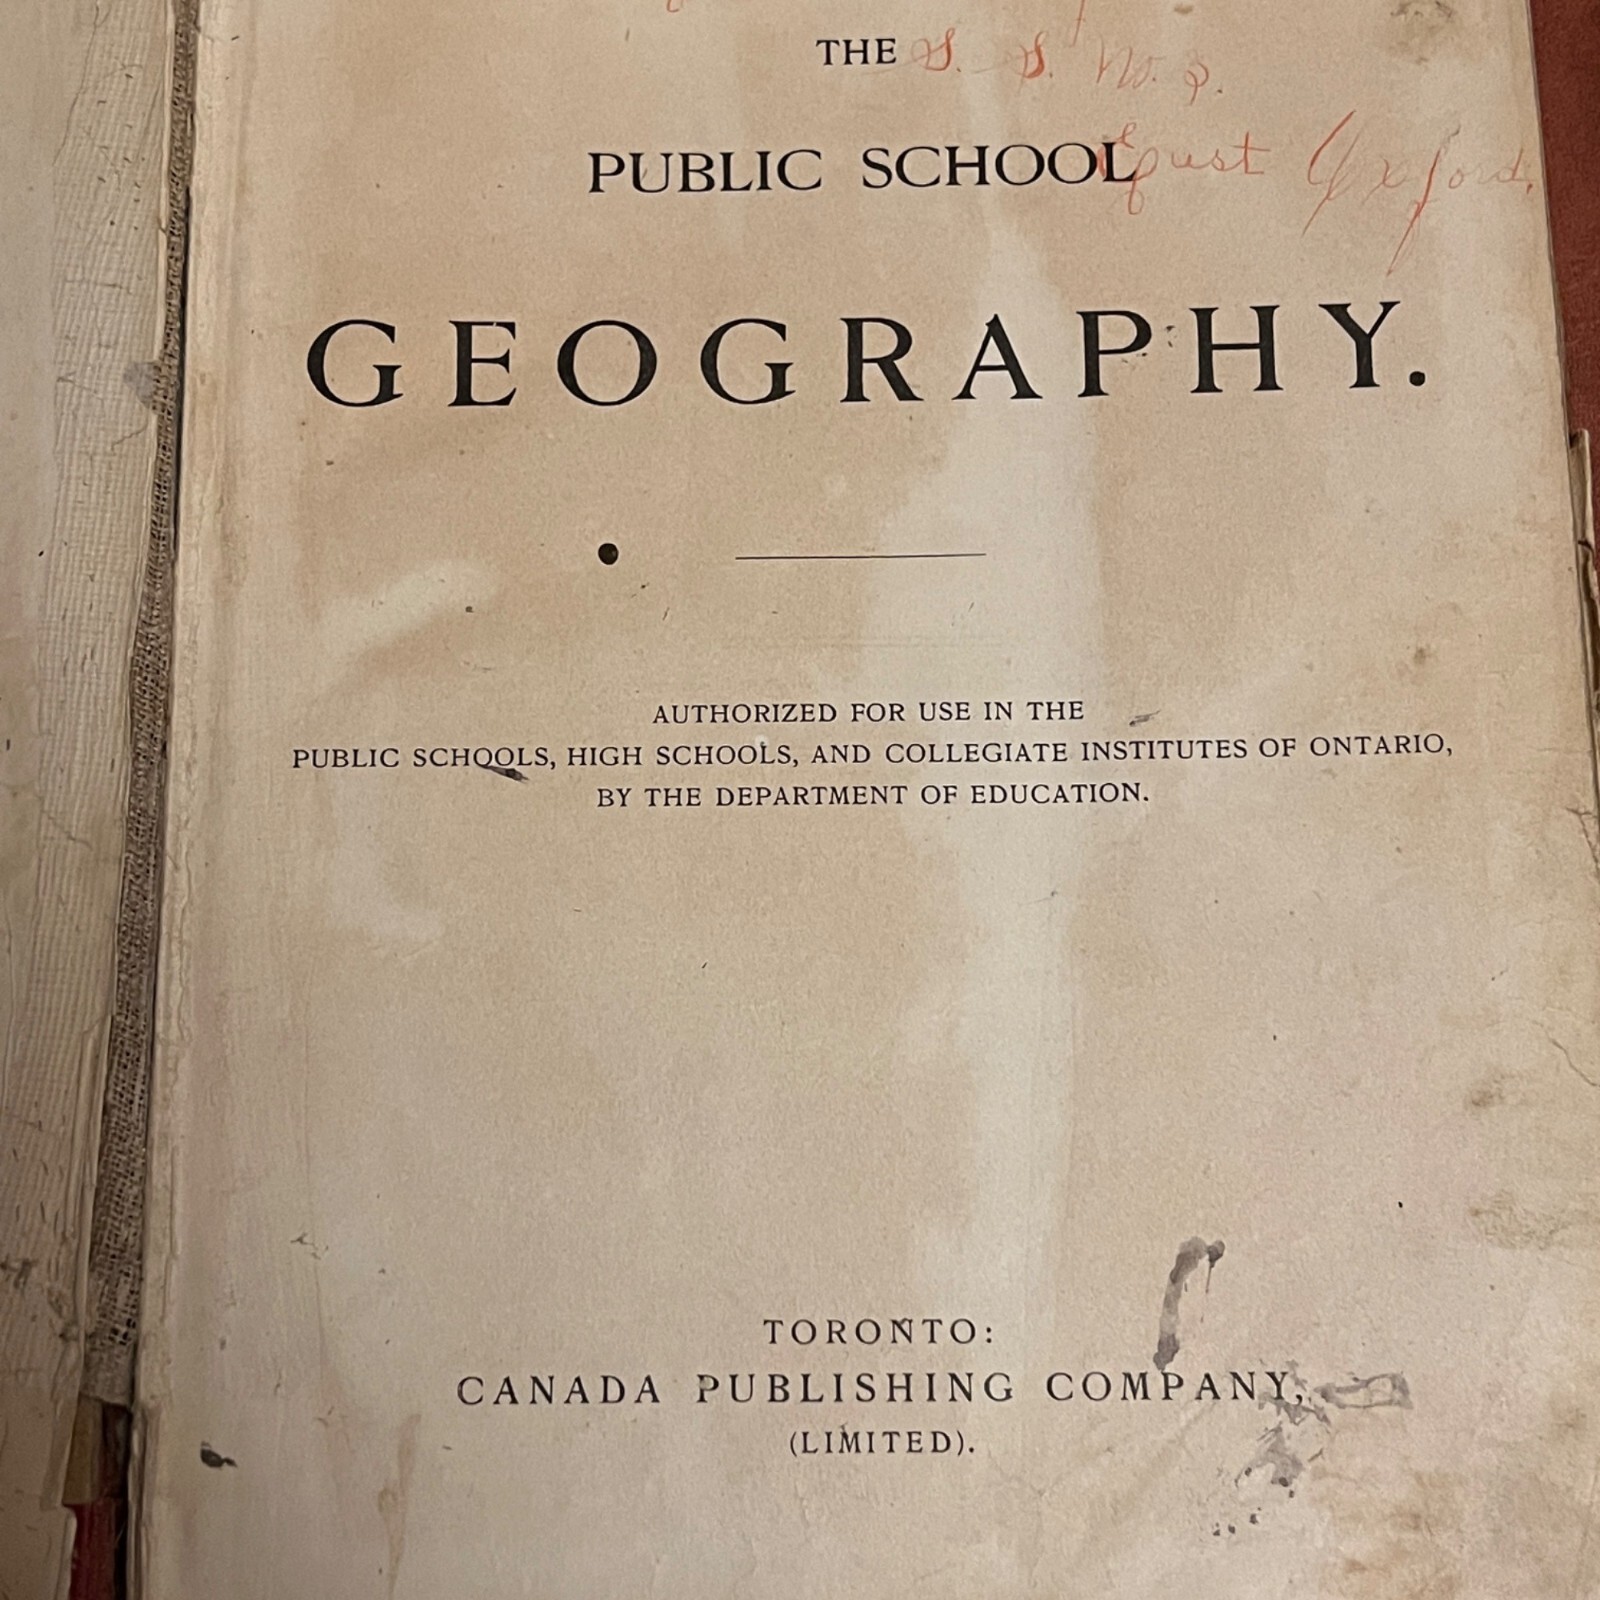 THE S. S. No.
PUBLIC SCHOOL East Oxford.
GEOGRAPHY.
AUTHORIZED FOR USE IN THE
PUBLIC SCHOOLS, HIGH SCHOOLS, AND COLLEGIATE INSTITUTES OF ONTARIO,
BY THE DEPARTMENT OF EDUCATION.
TORONTO:
CANADA PUBLISHING COMPANY,
(LIMITED).